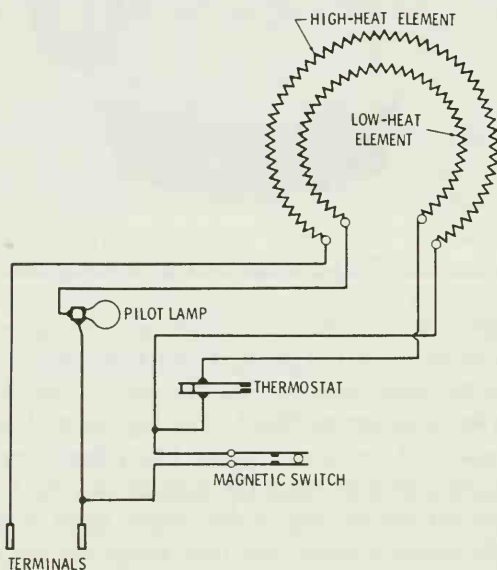 HIGH-HEAT ELEMENT
LOW-HEAT
ELEMENT
PILOT LAMP
THERMOSTAT
MAGNETIC SWITCH
TERMINALS